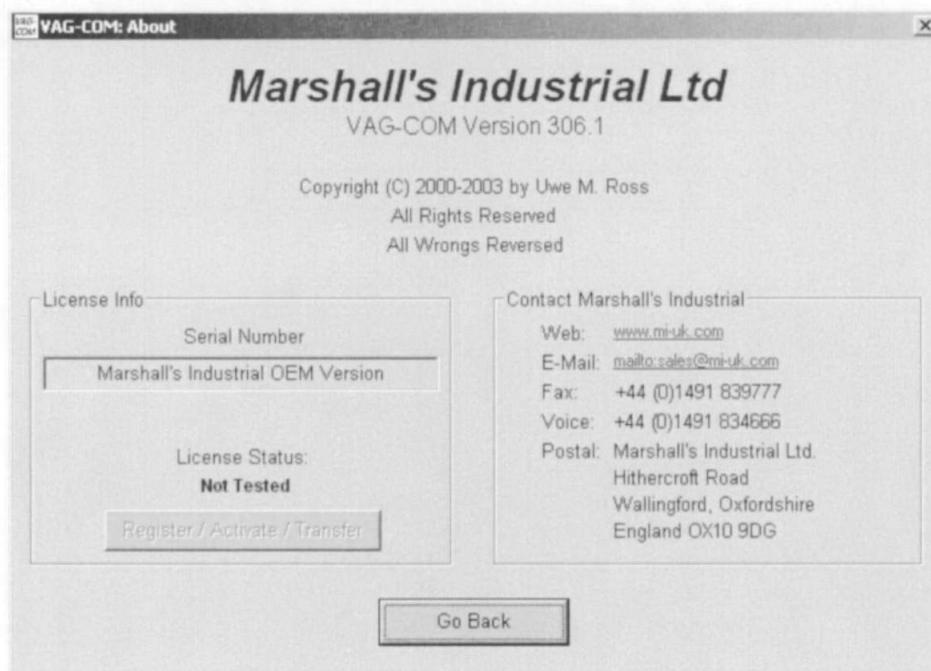 VAG-COM
VAG-COM: About
Marshall's Industrial Ltd
VAG-COM Version 306.1
Copyright (C) 2000-2003 by Uwe M. Ross
All Rights Reserved
All Wrongs Reversed
License Info
Serial Number
Marshall's Industrial OEM Version
License Status:
Not Tested
Register / Activate / Transfer
Contact Marshall's Industrial
Web: www.mi-uk.com
E-Mail: mailto:sales@mi-uk.com
Fax: +44 (0)1491 839777
Voice: +44 (0)1491 834666
Postal: Marshall's Industrial Ltd.
Hithercroft Road
Wallingford, Oxfordshire
England OX10 9DG
Go Back